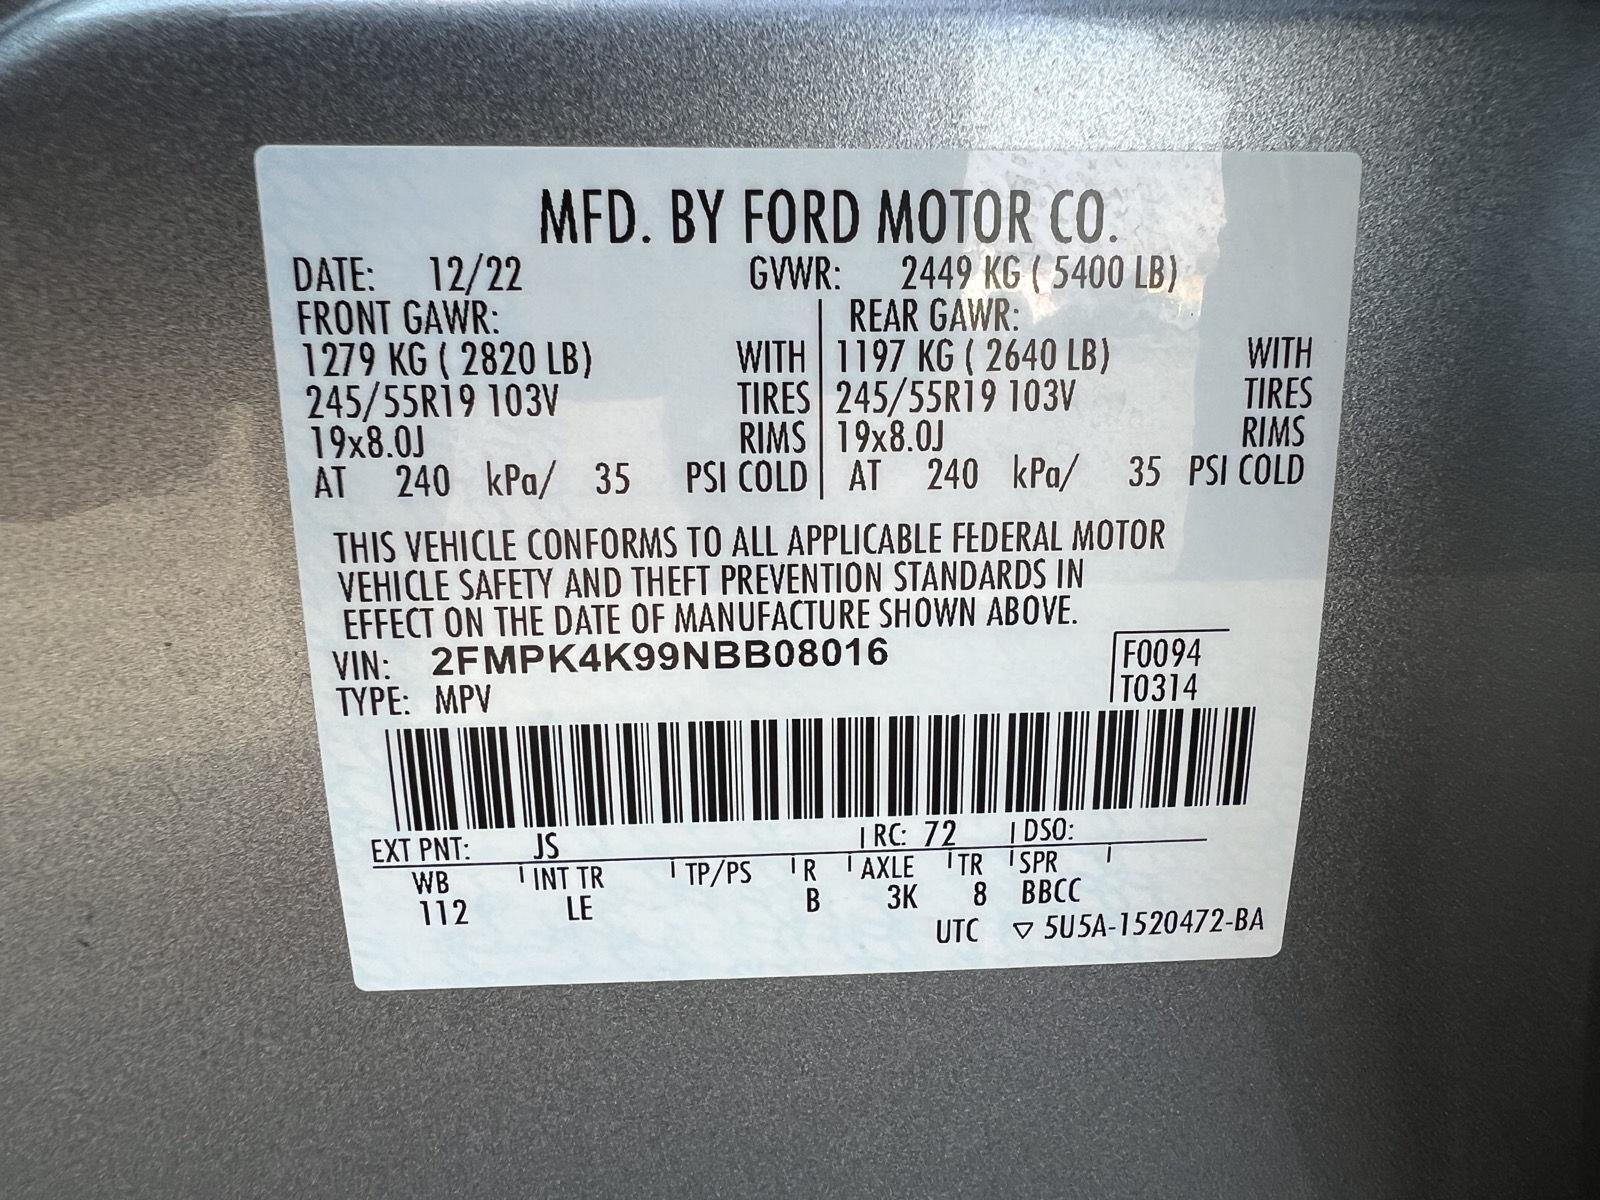 MFD. BY FORD MOTOR CO.
DATE: 12/22 GVWR: 2449 KG ( 5400 LB)
FRONT GAWR: REAR GAWR:
1279 KG ( 2820 LB) WITH 1197 KG ( 2640 LB) WITH
245/55R19 103V TIRES 245/55R19 103V TIRES
19x8.0J RIMS 19x8.0J RIMS
AT 240 kPa/ 35 PSI COLD AT 240 kPa/ 35 PSI COLD
THIS VEHICLE CONFORMS TO ALL APPLICABLE FEDERAL MOTOR
VEHICLE SAFETY AND THEFT PREVENTION STANDARDS IN
EFFECT ON THE DATE OF MANUFACTURE SHOWN ABOVE.
VIN: 2FMPK4K99NBB08016 F0094
TYPE: MPV T0314
EXT PNT: JS RC: 72 DSO:
WB INT TR TP/PS R AXLE TR SPR
112 LE B 3K 8 BBCC
UTC ▽ 5U5A-1520472-BA